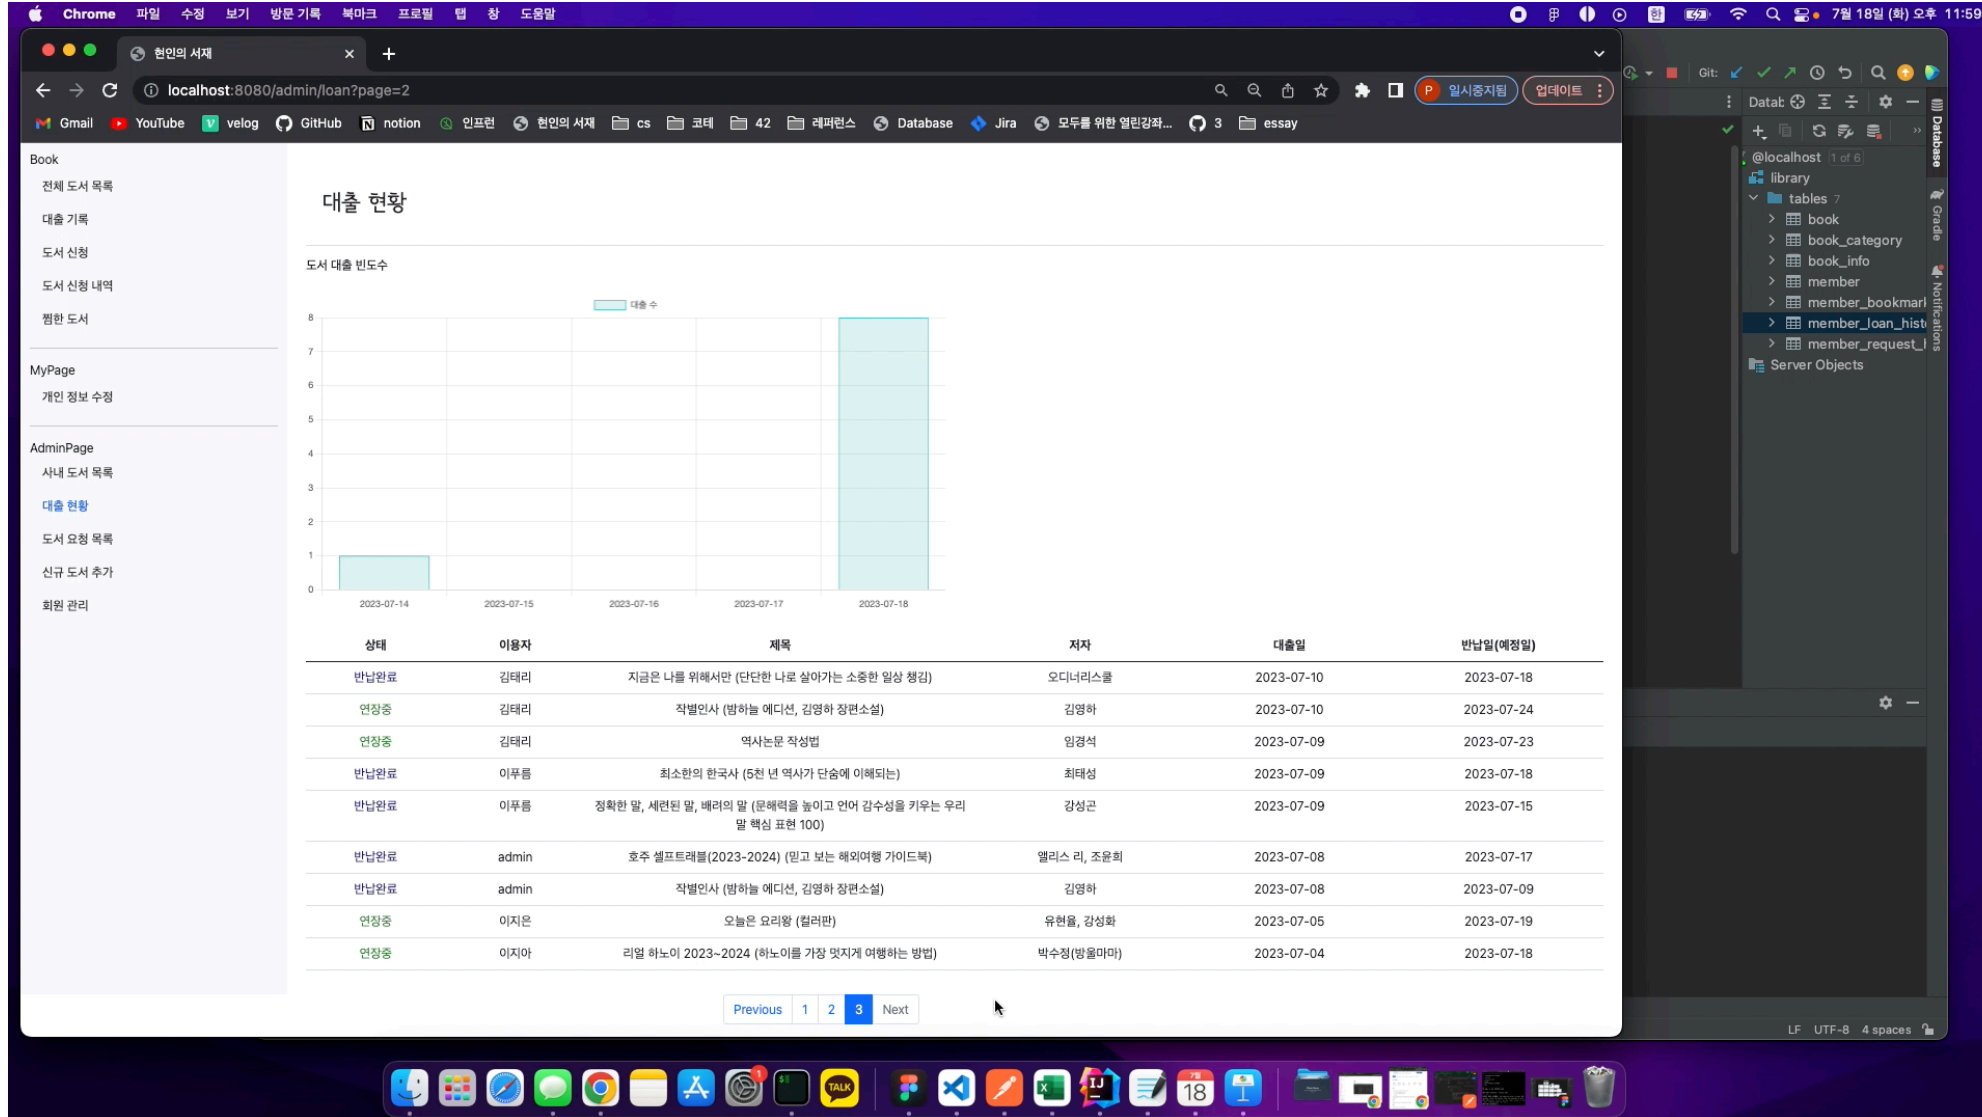 Chrome 파일 수정 보기 방문 기록 북마크 프로필 탭 창 도움말
한 7월 18일 (화) 오후 11:59
현인의 서재
localhost:8080/admin/loan?page=2
P 일시중지됨 업데이트
Gmail YouTube velog GitHub notion 인프런 현인의 서재 cs 코테 42 레퍼런스 Database Jira 모두를 위한 열린강좌... 3 essay
Book
전체 도서 목록
대출 기록
도서 신청
도서 신청 내역
찜한 도서
MyPage
개인 정보 수정
AdminPage
사내 도서 목록
대출 현황
도서 요청 목록
신규 도서 추가
회원 관리
대출 현황
도서 대출 빈도수
대출 수
8
7
6
5
4
3
2
1
0
2023-07-14 2023-07-15 2023-07-16 2023-07-17 2023-07-18
상태 이용자 제목 저자 대출일 반납일(예정일)
반납완료 김태리 지금은 나를 위해서만 (단단한 나로 살아가는 소중한 일상 챙김) 오디너리스쿨 2023-07-10 2023-07-18
연장중 김태리 작별인사 (밤하늘 에디션, 김영하 장편소설) 김영하 2023-07-10 2023-07-24
연장중 김태리 역사논문 작성법 임경석 2023-07-09 2023-07-23
반납완료 이푸름 최소한의 한국사 (5천 년 역사가 단숨에 이해되는) 최태성 2023-07-09 2023-07-18
반납완료 이푸름 정확한 말, 세련된 말, 배려의 말 (문해력을 높이고 언어 감수성을 키우는 우리 강성곤 2023-07-09 2023-07-15
말 핵심 표현 100)
반납완료 admin 호주 셀프트래블(2023-2024) (믿고 보는 해외여행 가이드북) 앨리스 리, 조윤희 2023-07-08 2023-07-17
반납완료 admin 작별인사 (밤하늘 에디션, 김영하 장편소설) 김영하 2023-07-08 2023-07-09
연장중 이지은 오늘은 요리왕 (컬러판) 유현율, 강성화 2023-07-05 2023-07-19
연장중 이지아 리얼 하노이 2023~2024 (하노이를 가장 멋지게 여행하는 방법) 박수정(방울마마) 2023-07-04 2023-07-18
Previous 1 2 3 Next
Git:
Datab
@localhost 1 of 6
library
tables 7
book
book_category
book_info
member
member_bookmark
member_loan_hist
member_request_h
Server Objects
Database
Gradle
Notifications
LF UTF-8 4 spaces
1
TALK
IJ
7월
18